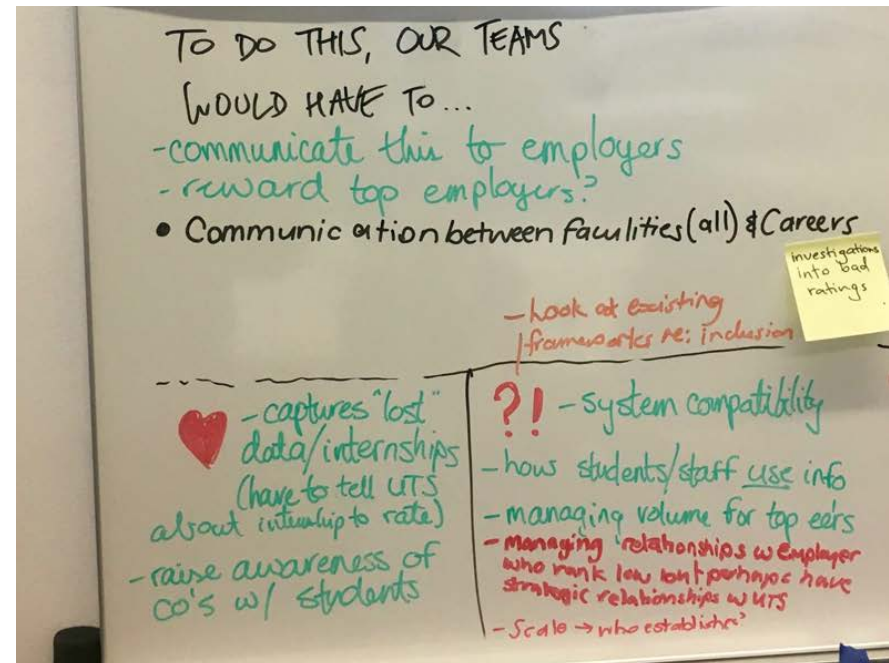 TO DO THIS, OUR TEAMS
WOULD HAVE TO...
-communicate this to employers
-reward top employers?
• Communication between faculities (all) & Careers
investigations
into bad
ratings
-Look at existing
frameworks re: inclusion
-captures "lost"
data/internships
(have to tell UTS
about internship to rate)
-raise awareness of
co's w/ students
?! -system compatibility
-how students/staff use info
-managing volume for top eers
-managing relationships w employer
who rank low but perhaps have
strategic relationships w UTS
-Scale → who establishes?